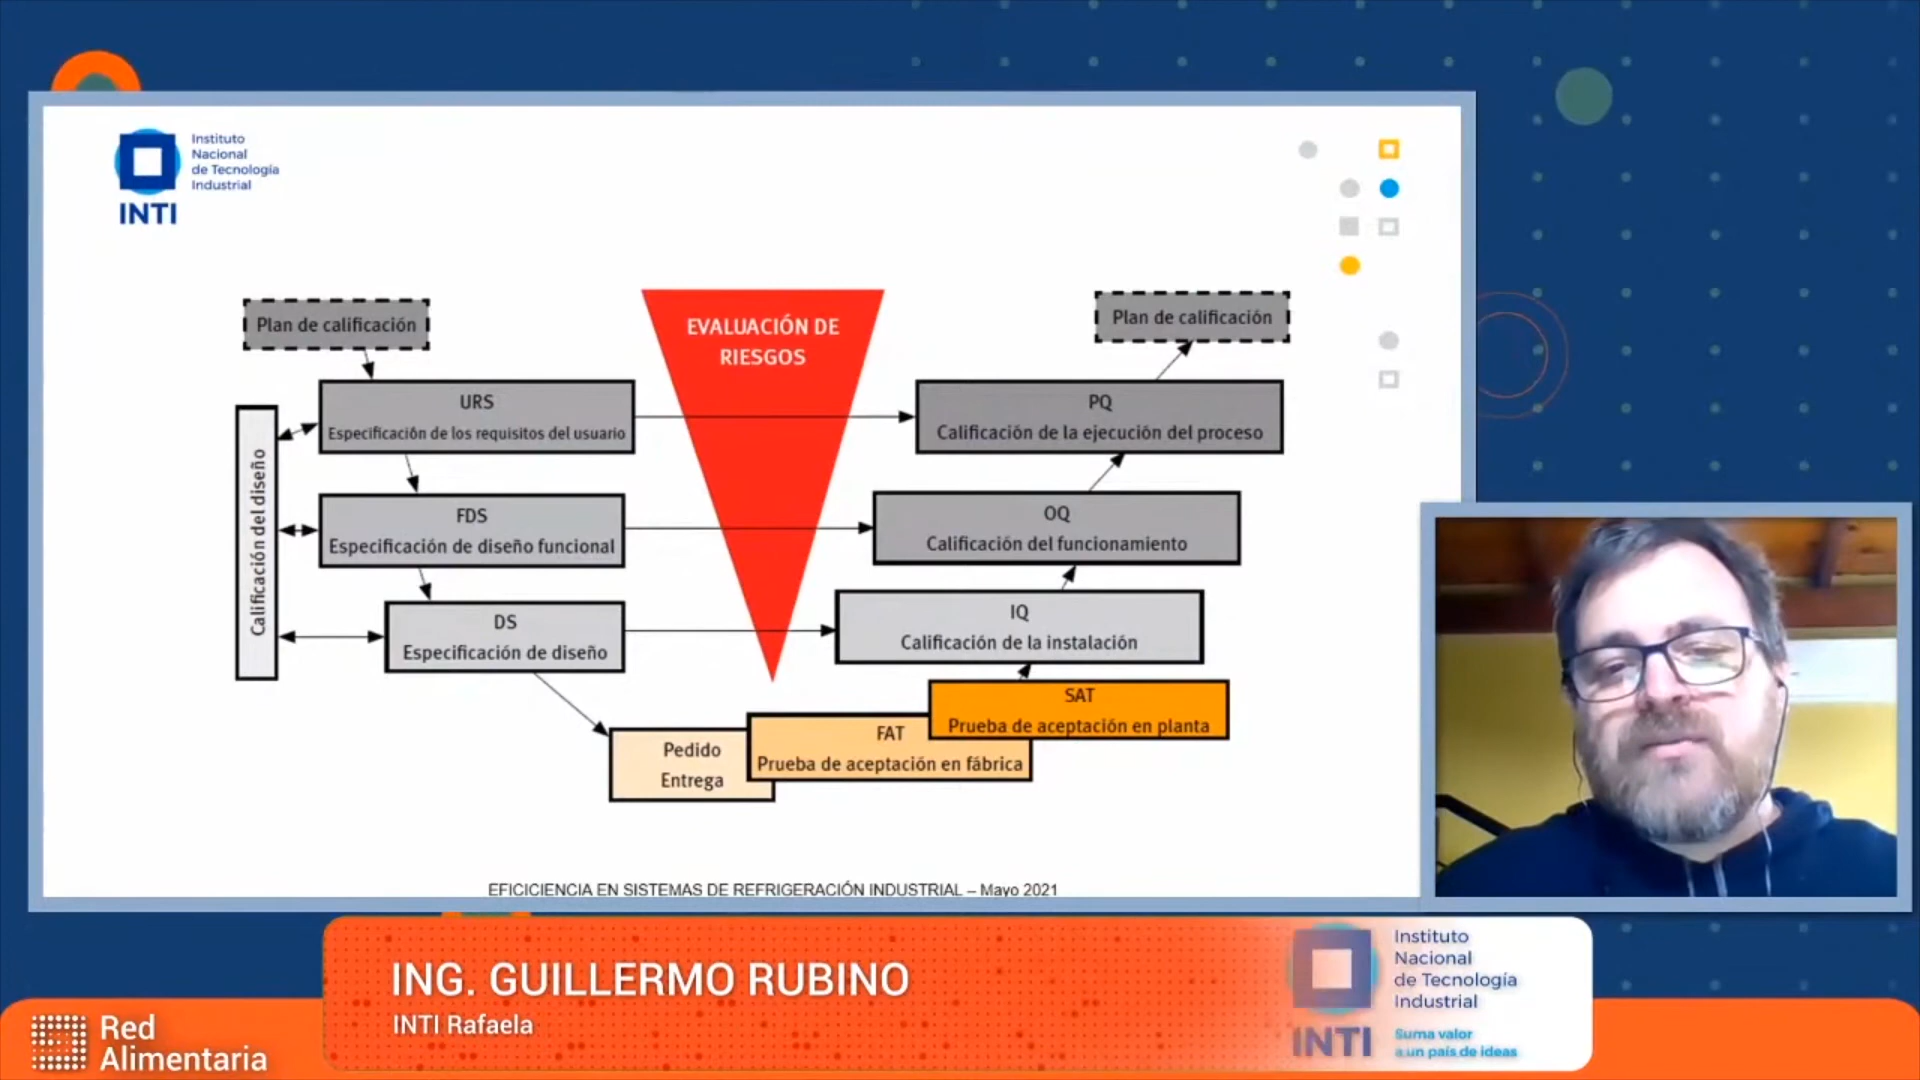 Instituto
Nacional
de Tecnología
Industrial
INTI
Plan de calificación
EVALUACIÓN DE
RIESGOS
Plan de calificación
URS
Especificación de los requisitos del usuario
PQ
Calificación de la ejecución del proceso
Calificación del diseño
FDS
Especificación de diseño funcional
OQ
Calificación del funcionamiento
DS
Especificación de diseño
IQ
Calificación de la instalación
SAT
Prueba de aceptación en planta
FAT
Prueba de aceptación en fábrica
Pedido
Entrega
EFICICIENCIA EN SISTEMAS DE REFRIGERACIÓN INDUSTRIAL – Mayo 2021
ING. GUILLERMO RUBINO
INTI Rafaela
Instituto
Nacional
de Tecnología
Industrial
INTI
Suma valor
a un país de ideas
Red
Alimentaria